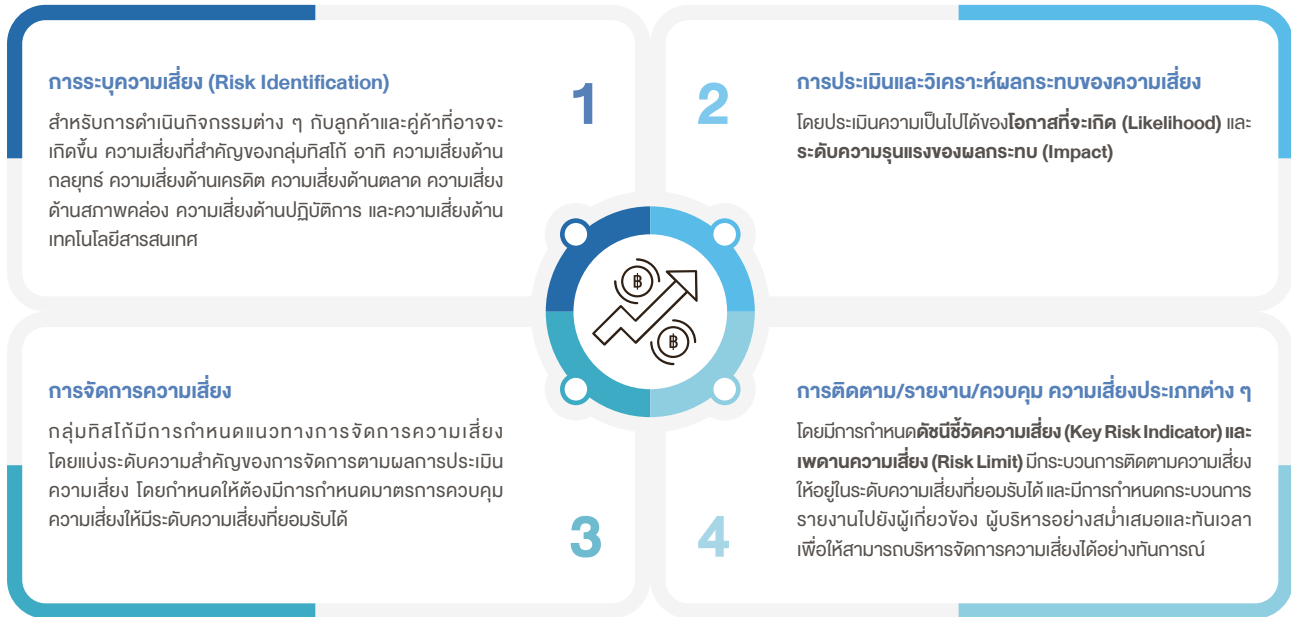 การระบุความเสี่ยง (Risk Identification)
สำหรับการดำเนินกิจกรรมต่าง ๆ กับลูกค้าและคู่ค้าที่อาจจะ
เกิดขึ้น ความเสี่ยงที่สำคัญของกลุ่มทิสโก้ อาทิ ความเสี่ยงด้าน
กลยุทธ์ ความเสี่ยงด้านเครดิต ความเสี่ยงด้านตลาด ความเสี่ยง
ด้านสภาพคล่อง ความเสี่ยงด้านปฏิบัติการ และความเสี่ยงด้าน
เทคโนโลยีสารสนเทศ
1
2
การประเมินและวิเคราะห์ผลกระทบของความเสี่ยง
โดยประเมินความเป็นไปได้ของโอกาสที่จะเกิด (Likelihood) และ
ระดับความรุนแรงของผลกระทบ (Impact)
฿
฿
การจัดการความเสี่ยง
กลุ่มทิสโก้มีการกำหนดแนวทางการจัดการความเสี่ยง
โดยแบ่งระดับความสำคัญของการจัดการตามผลการประเมิน
ความเสี่ยง โดยกำหนดให้ต้องมีการกำหนดมาตรการควบคุม
ความเสี่ยงให้มีระดับความเสี่ยงที่ยอมรับได้
3
4
การติดตาม/รายงาน/ควบคุม ความเสี่ยงประเภทต่าง ๆ
โดยมีการกำหนดดัชนีชี้วัดความเสี่ยง (Key Risk Indicator) และ
เพดานความเสี่ยง (Risk Limit) มีกระบวนการติดตามความเสี่ยง
ให้อยู่ในระดับความเสี่ยงที่ยอมรับได้ และมีการกำหนดกระบวนการ
รายงานไปยังผู้เกี่ยวข้อง ผู้บริหารอย่างสม่ำเสมอและทันเวลา
เพื่อให้สามารถบริหารจัดการความเสี่ยงได้อย่างทันการณ์